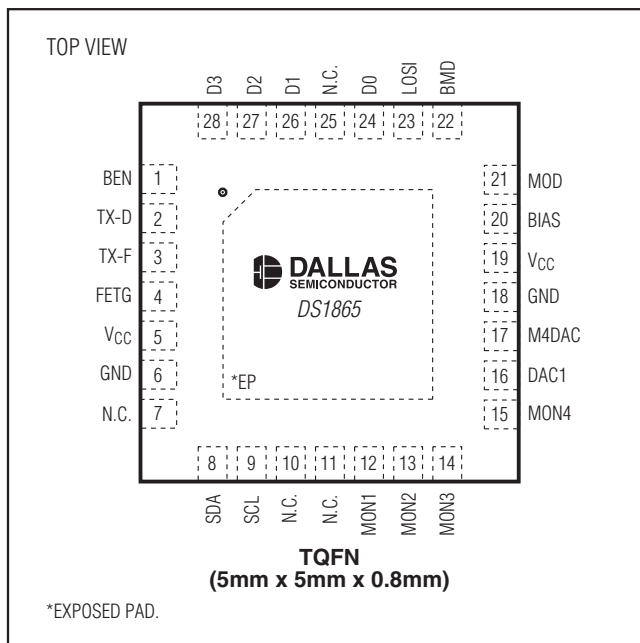 TOP VIEW
D3 D2 D1 N.C. D0 LOSI BMD
28 27 26 25 24 23 22
BEN 1
TX-D 2
TX-F 3
FETG 4
VCC 5
GND 6
N.C. 7
21 MOD
20 BIAS
19 VCC
18 GND
17 M4DAC
16 DAC1
15 MON4
DALLAS
SEMICONDUCTOR
DS1865
*EP
8 9 10 11 12 13 14
SDA SCL N.C. N.C. MON1 MON2 MON3
TQFN
(5mm x 5mm x 0.8mm)
*EXPOSED PAD.